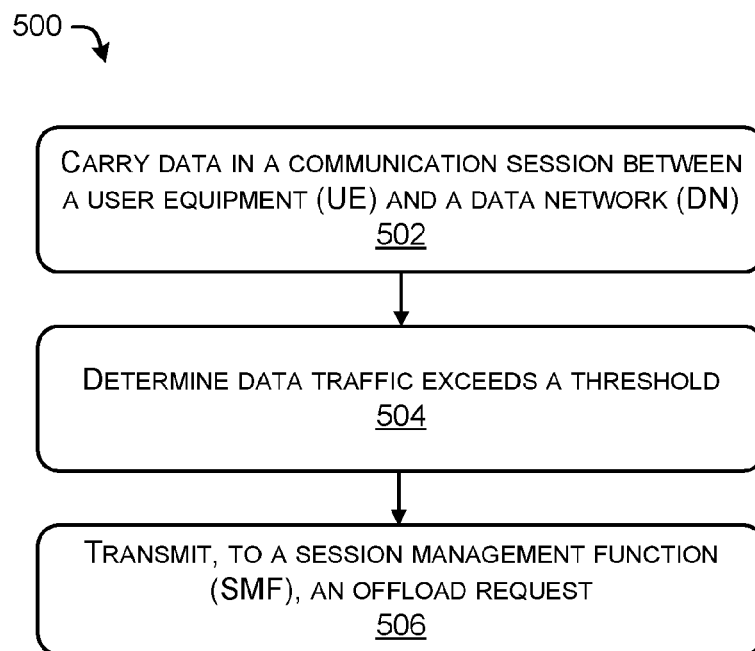 500
CARRY DATA IN A COMMUNICATION SESSION BETWEEN
A USER EQUIPMENT (UE) AND A DATA NETWORK (DN)
502
DETERMINE DATA TRAFFIC EXCEEDS A THRESHOLD
504
TRANSMIT, TO A SESSION MANAGEMENT FUNCTION
(SMF), AN OFFLOAD REQUEST
506